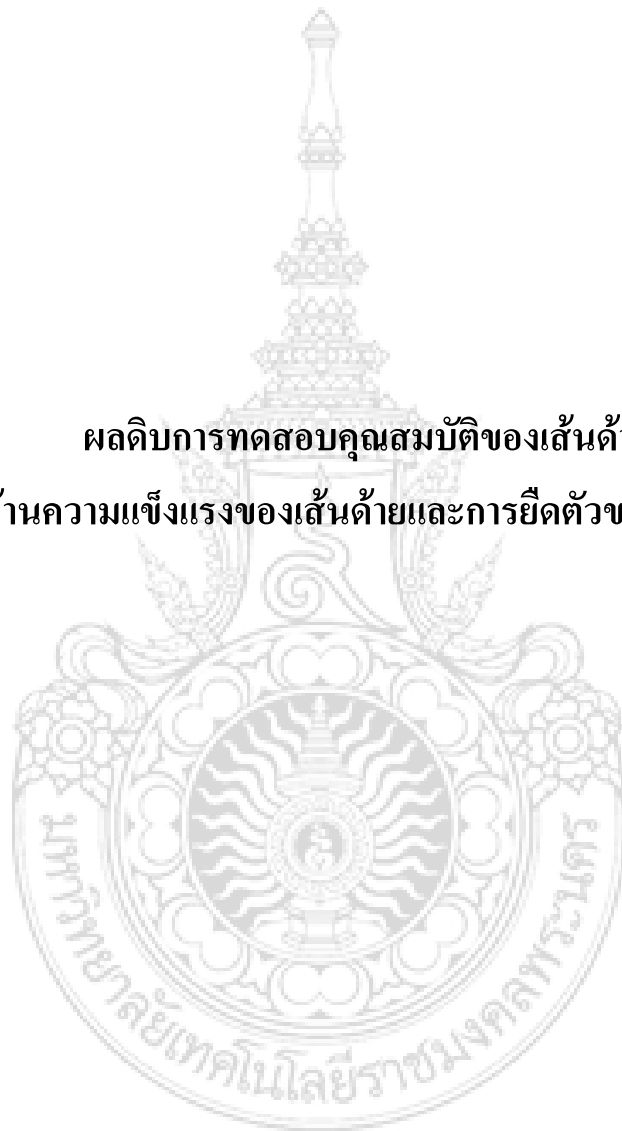 ผลดิบการทดสอบคุณสมบัติของเส้นด้
านความแข็งแรงของเส้นด้ายและการยืดตัวข
มหาวิทยาลัยเทคโนโลยีราชมงคลพระนคร